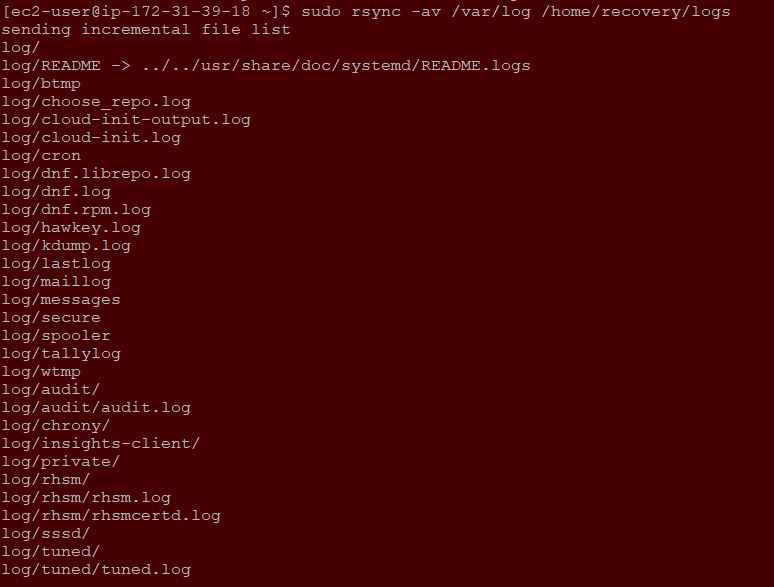 [ec2-user@ip-172-31-39-18 ~]$ sudo rsync -av /var/log /home/recovery/logs
sending incremental file list
log/
log/README -> ../../usr/share/doc/systemd/README.logs
log/btmp
log/choose_repo.log
log/cloud-init-output.log
log/cloud-init.log
log/cron
log/dnf.librepo.log
log/dnf.log
log/dnf.rpm.log
log/hawkey.log
log/kdump.log
log/lastlog
log/maillog
log/messages
log/secure
log/spooler
log/tallylog
log/wtmp
log/audit/
log/audit/audit.log
log/chrony/
log/insights-client/
log/private/
log/rhsm/
log/rhsm/rhsm.log
log/rhsm/rhsmcertd.log
log/sssd/
log/tuned/
log/tuned/tuned.log